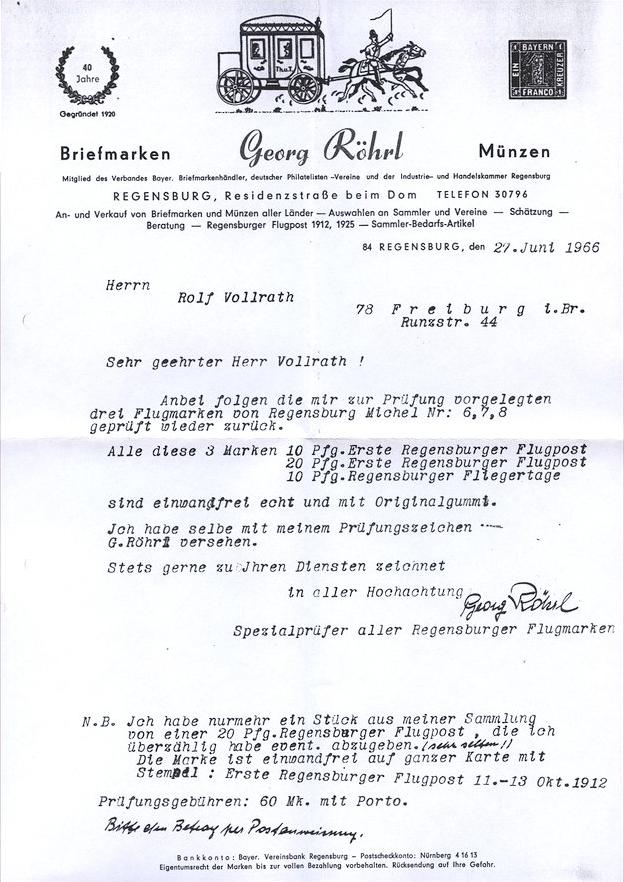 40
Jahre
Gegründet 1920
Th.u.T.
BAYERN
EIN
1
KREUZER
FRANCO
Briefmarken Georg Röhrl Münzen
Mitglied des Verbandes Bayer. Briefmarkenhändler, deutscher Philatelisten –Vereine und der Industrie– und Handelskammer Regensburg
REGENSBURG, Residenzstraße beim Dom TELEFON 30796
An- und Verkauf von Briefmarken und Münzen aller Länder — Auswahlen an Sammler und Vereine — Schätzung —
Beratung — Regensburger Flugpost 1912, 1925 — Sammler-Bedarfs-Artikel
84 REGENSBURG, den 27.Juni 1966
Herrn
Rolf Vollrath
78 F r e i b u r g i.Br.
Runzstr. 44
Sehr geehrter Herr Vollrath !
Anbei folgen die mir zur Prüfung vorgelegten
drei Flugmarken von Regensburg Michel Nr: 6,7,8
geprüft wieder zurück.
Alle diese 3 Marken 10 Pfg.Erste Regensburger Flugpost
20 Pfg.Erste Regensburger Flugpost
10 Pfg.Regensburger Fliegertage
sind einwandfrei echt und mit Originalgummi.
Jch habe selbe mit meinem Prüfungszeichen ----
G.Röhrl versehen.
Stets gerne zu Jhren Diensten zeichnet
in aller Hochachtung
Georg Röhrl
Spezialprüfer aller Regensburger Flugmarken
N.B. Jch habe nurmehr ein Stück aus meiner Sammlung
von einer 20 Pfg.Regensburger Flugpost , die ich
überzählig habe event. abzugeben. (sehr selten!)
Die Marke ist einwandfrei auf ganzer Karte mit
Stempel : Erste Regensburger Flugpost 11.-13 Okt.1912
Prüfungsgebühren: 60 Mk. mit Porto.
Bitte den Betrag per Postanweisung.
Bankkonto: Bayer. Vereinsbank Regensburg – Postscheckkonto: Nürnberg 4 16 13
Eigentumsrecht der Marken bis zur vollen Bezahlung vorbehalten. Rücksendung auf Ihre Gefahr.